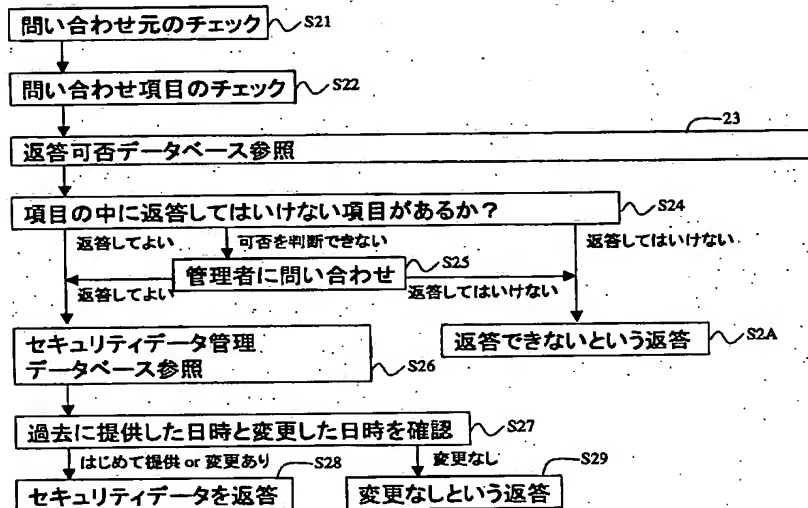 問い合わせ元のチェック S21
問い合わせ項目のチェック S22
23
返答可否データベース参照
項目の中に返答してはいけない項目があるか? S24
返答してよい 可否を判断できない 返答してはいけない
管理者に問い合わせ S25
返答してよい 返答してはいけない
セキュリティデータ管理
データベース参照 S26
返答できないという返答 S2A
過去に提供した日時と変更した日時を確認 S27
はじめて提供 or 変更あり S28 変更なし S29
セキュリティデータを返答 変更なしという返答